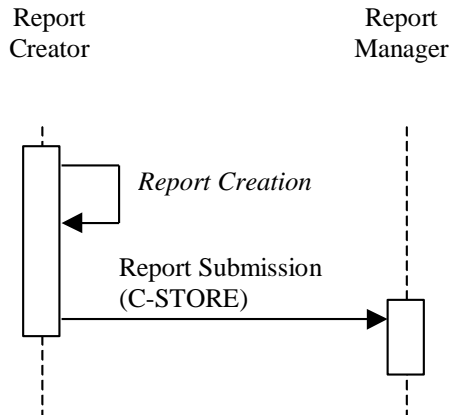 Report
Creator
Report
Manager
Report Creation
Report Submission
(C-STORE)